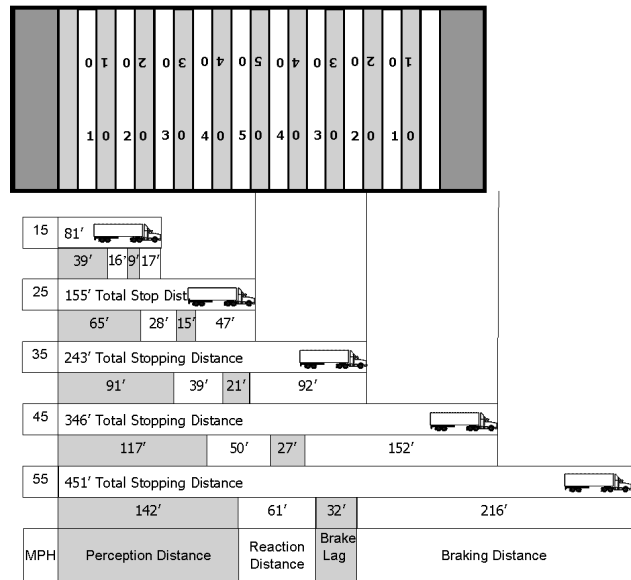 0 1 0 2 0 3 0 4 0 5 0 4 0 3 0 2 0 1
1 0 2 0 3 0 4 0 5 0 4 0 3 0 2 0 1 0
15 81’
39’ 16’ 9’ 17’
25 155’ Total Stop Dist
65’ 28’ 15’ 47’
35 243’ Total Stopping Distance
91’ 39’ 21’ 92’
45 346’ Total Stopping Distance
117’ 50’ 27’ 152’
55 451’ Total Stopping Distance
142’ 61’ 32’ 216’
MPH Perception Distance Reaction Distance Brake Lag Braking Distance